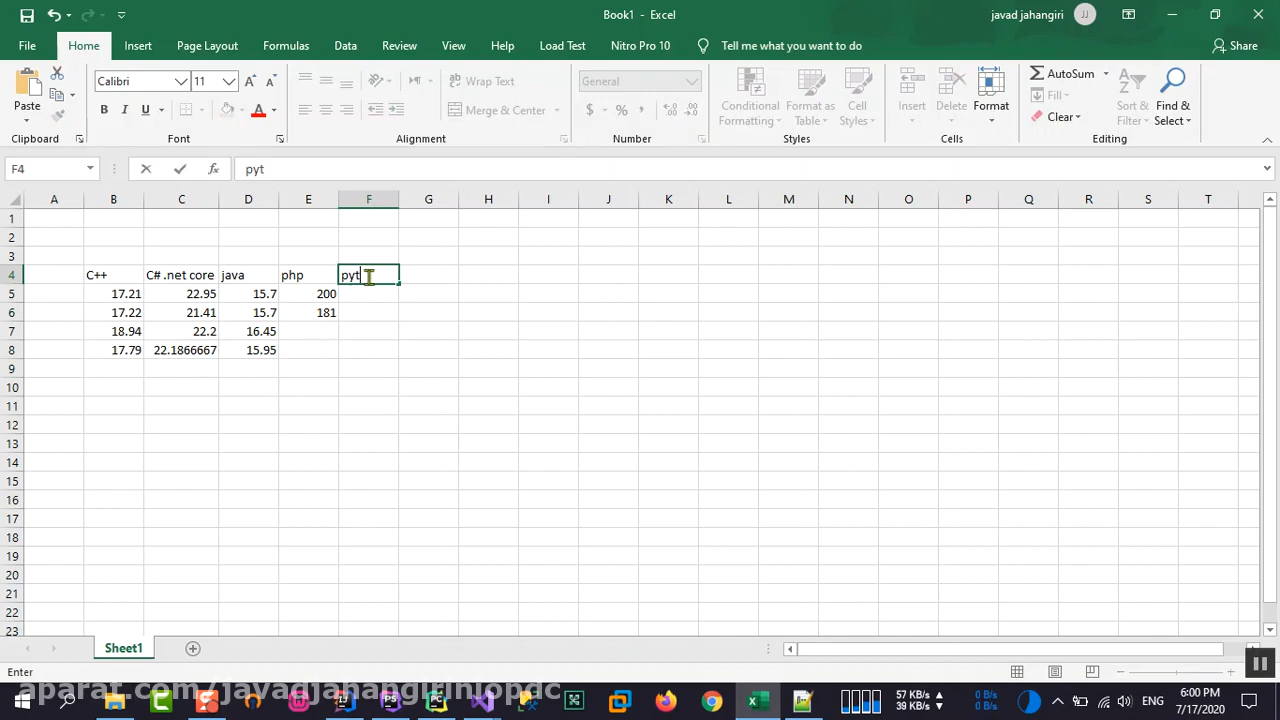 Book1 - Excel
javad jahangiri
JJ
File Home Insert Page Layout Formulas Data Review View Help Load Test Nitro Pro 10 Tell me what you want to do Share
Paste
Calibri 11
Wrap Text
Merge & Center
General
$ % ,
Conditional Formatting
Format as Table
Cell Styles
Insert Delete Format
AutoSum
Fill
Clear
Sort & Filter
Find & Select
Clipboard Font Alignment Number Styles Cells Editing
F4 fx pyt
A B C D E F G H I J K L M N O P Q R S T
1
2
3
4 C++ C# .net core java php pyt
5 17.21 22.95 15.7 200
6 17.22 21.41 15.7 181
7 18.94 22.2 16.45
8 17.79 22.1866667 15.95
9
10
11
12
13
14
15
16
17
18
19
20
21
22
23
Sheet1
Enter
aparat.com/javadjahangiriniopdc
57 KB/s
39 KB/s
0 B/s
0 B/s
ENG
6:00 PM
7/17/2020